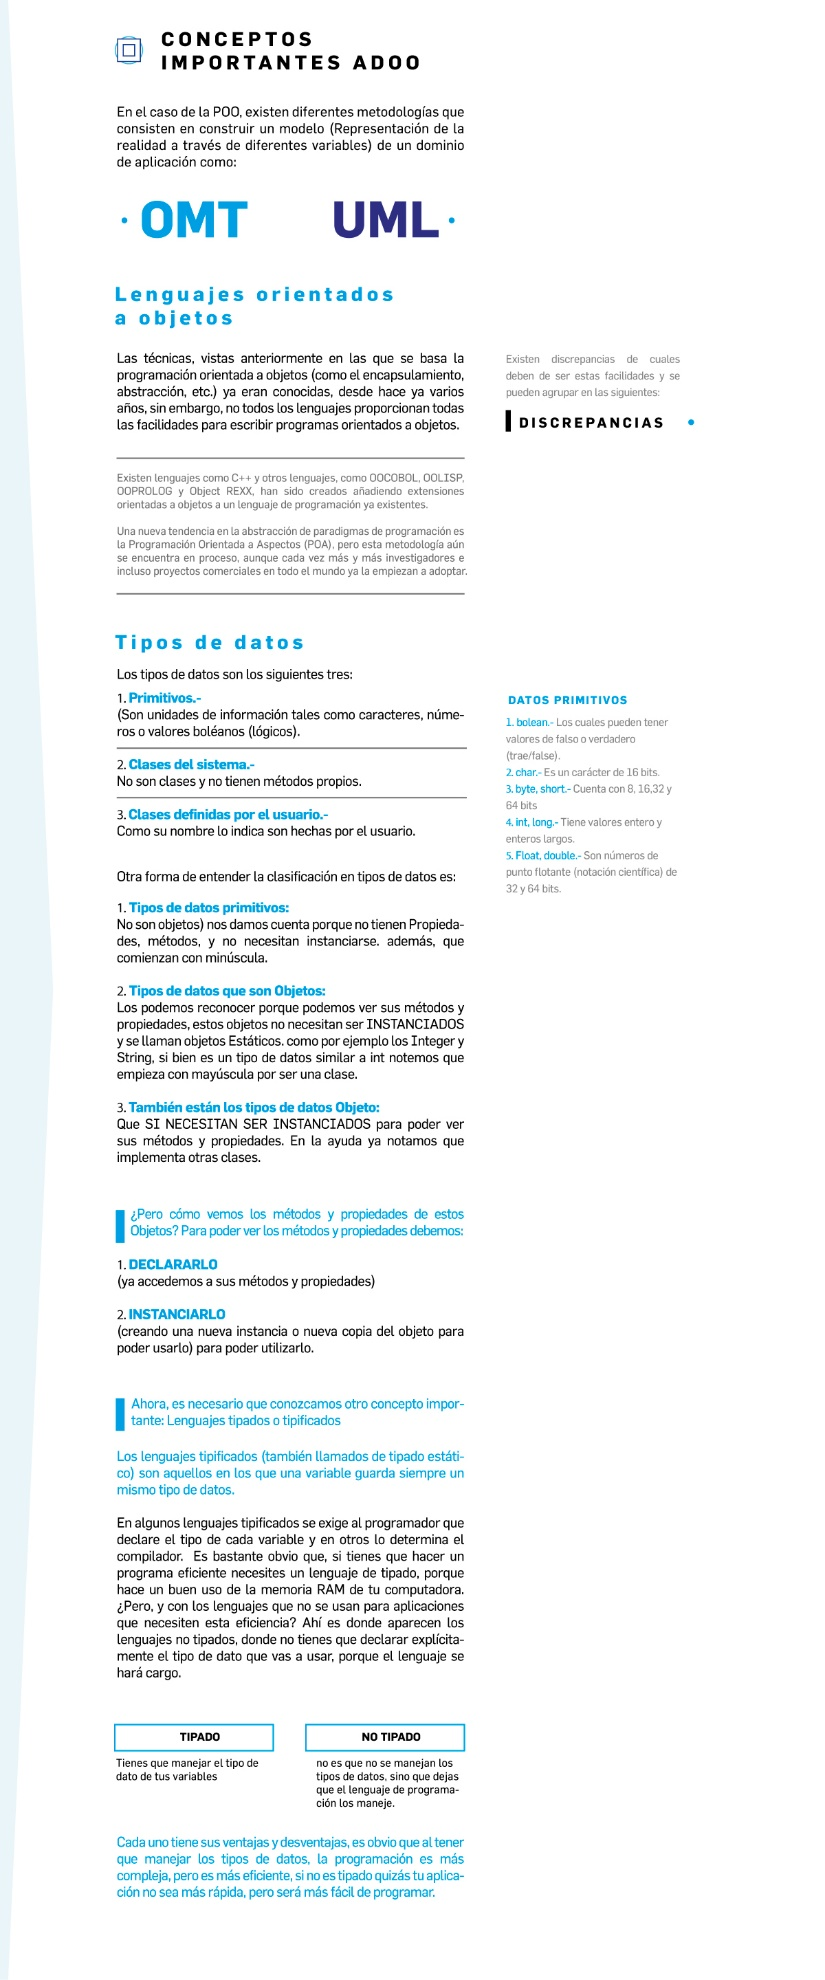 CONCEPTOS
IMPORTANTES ADOO
En el caso de la POO, existen diferentes metodologías que
consisten en construir un modelo (Representación de la
realidad a través de diferentes variables) de un dominio
de aplicación como:
· OMT
UML ·
Lenguajes orientados
a objetos
Las técnicas, vistas anteriormente en las que se basa la
programación orientada a objetos (como el encapsulamiento,
abstracción, etc.) ya eran conocidas, desde hace ya varios
años, sin embargo, no todos los lenguajes proporcionan todas
las facilidades para escribir programas orientados a objetos.
Existen discrepancias de cuales
deben de ser estas facilidades y se
pueden agrupar en las siguientes:
DISCREPANCIAS •
Existen lenguajes como C++ y otros lenguajes, como OOCOBOL, OOLISP,
OOPROLOG y Object REXX, han sido creados añadiendo extensiones
orientadas a objetos a un lenguaje de programación ya existentes.
Una nueva tendencia en la abstracción de paradigmas de programación es
la Programación Orientada a Aspectos (POA), pero esta metodología aún
se encuentra en proceso, aunque cada vez más y más investigadores e
incluso proyectos comerciales en todo el mundo ya la empiezan a adoptar.
Tipos de datos
Los tipos de datos son los siguientes tres:
1. Primitivos.-
(Son unidades de información tales como caracteres, núme-
ros o valores boléanos (lógicos).
2. Clases del sistema.-
No son clases y no tienen métodos propios.
3. Clases definidas por el usuario.-
Como su nombre lo indica son hechas por el usuario.
DATOS PRIMITIVOS
1. bolean.- Los cuales pueden tener
valores de falso o verdadero
(trae/false).
2. char.- Es un carácter de 16 bits.
3. byte, short.- Cuenta con 8, 16,32 y
64 bits
4. int, long.- Tiene valores entero y
enteros largos.
5. Float, double.- Son números de
punto flotante (notación científica) de
32 y 64 bits.
Otra forma de entender la clasificación en tipos de datos es:
1. Tipos de datos primitivos:
No son objetos) nos damos cuenta porque no tienen Propieda-
des, métodos, y no necesitan instanciarse. además, que
comienzan con minúscula.
2. Tipos de datos que son Objetos:
Los podemos reconocer porque podemos ver sus métodos y
propiedades, estos objetos no necesitan ser INSTANCIADOS
y se llaman objetos Estáticos. como por ejemplo los Integer y
String, si bien es un tipo de datos similar a int notemos que
empieza con mayúscula por ser una clase.
3. También están los tipos de datos Objeto:
Que SI NECESITAN SER INSTANCIADOS para poder ver
sus métodos y propiedades. En la ayuda ya notamos que
implementa otras clases.
¿Pero cómo vemos los métodos y propiedades de estos
Objetos? Para poder ver los métodos y propiedades debemos:
1. DECLARARLO
(ya accedemos a sus métodos y propiedades)
2. INSTANCIARLO
(creando una nueva instancia o nueva copia del objeto para
poder usarlo) para poder utilizarlo.
Ahora, es necesario que conozcamos otro concepto impor-
tante: Lenguajes tipados o tipificados
Los lenguajes tipificados (también llamados de tipado estáti-
co) son aquellos en los que una variable guarda siempre un
mismo tipo de datos.
En algunos lenguajes tipificados se exige al programador que
declare el tipo de cada variable y en otros lo determina el
compilador. Es bastante obvio que, si tienes que hacer un
programa eficiente necesites un lenguaje de tipado, porque
hace un buen uso de la memoria RAM de tu computadora.
¿Pero, y con los lenguajes que no se usan para aplicaciones
que necesiten esta eficiencia? Ahí es donde aparecen los
lenguajes no tipados, donde no tienes que declarar explícita-
mente el tipo de dato que vas a usar, porque el lenguaje se
hará cargo.
TIPADO
Tienes que manejar el tipo de
dato de tus variables
NO TIPADO
no es que no se manejan los
tipos de datos, sino que dejas
que el lenguaje de programa-
ción los maneje.
Cada uno tiene sus ventajas y desventajas, es obvio que al tener
que manejar los tipos de datos, la programación es más
compleja, pero es más eficiente, si no es tipado quizás tu aplica-
ción no sea más rápida, pero será más fácil de programar.